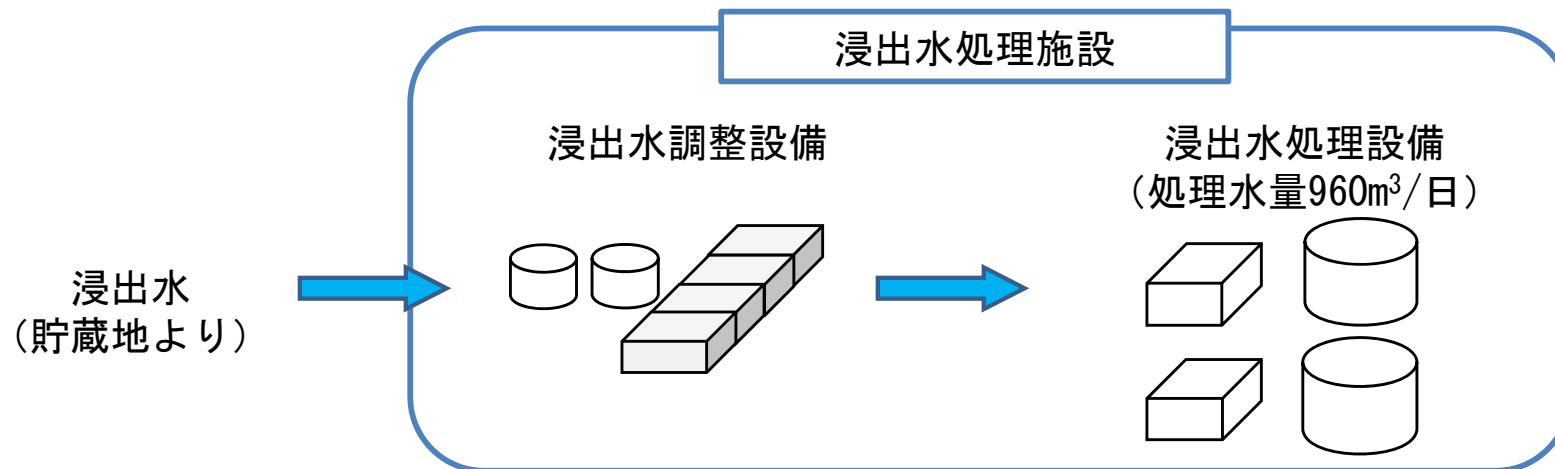 浸出水処理施設
浸出水調整設備
浸出水処理設備
（処理水量960m³/日）
浸出水
（貯蔵地より）